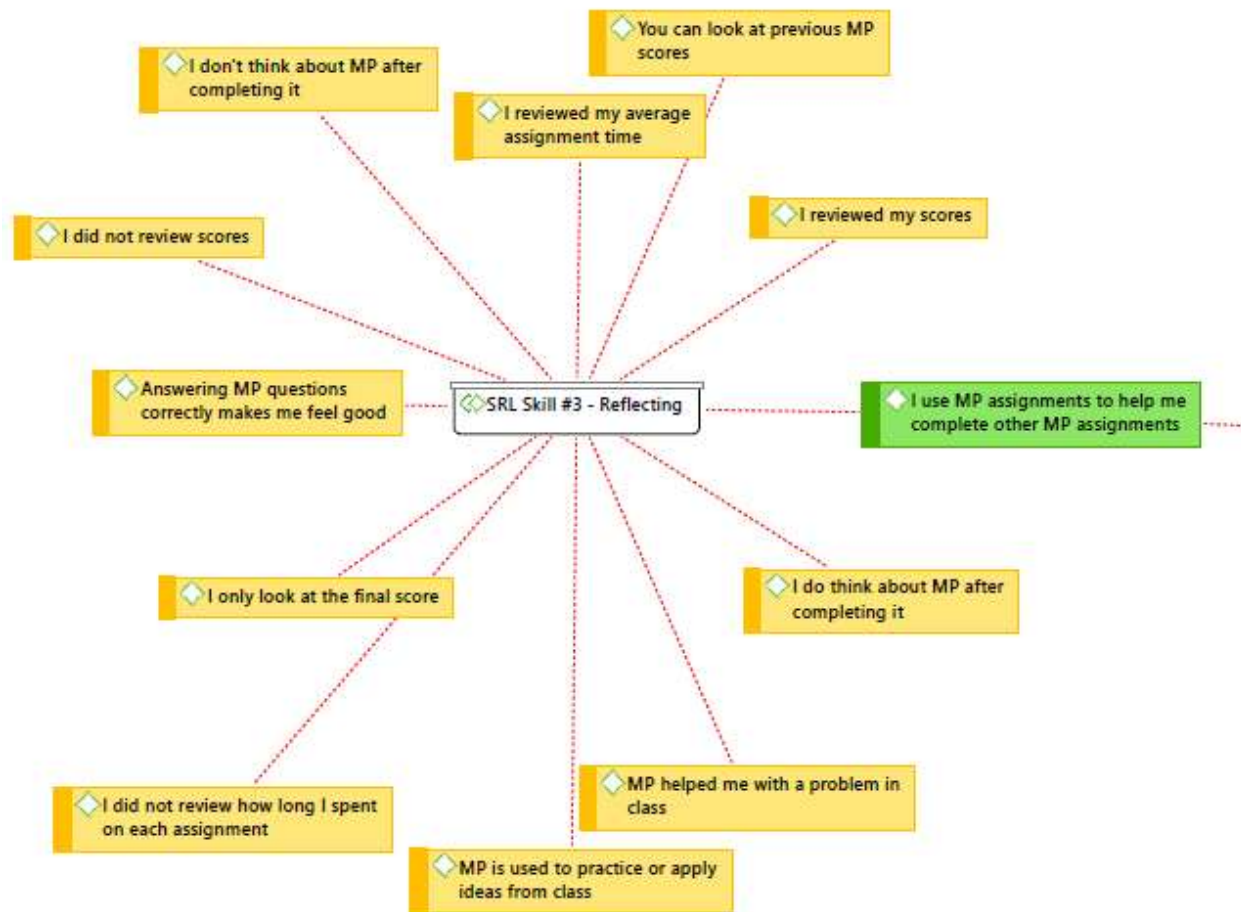 You can look at previous MP
scores
I don't think about MP after
completing it
I reviewed my average
assignment time
I reviewed my scores
I did not review scores
Answering MP questions
correctly makes me feel good
SRL Skill #3 - Reflecting
I use MP assignments to help me
complete other MP assignments
I only look at the final score
I do think about MP after
completing it
I did not review how long I spent
on each assignment
MP helped me with a problem in
class
MP is used to practice or apply
ideas from class